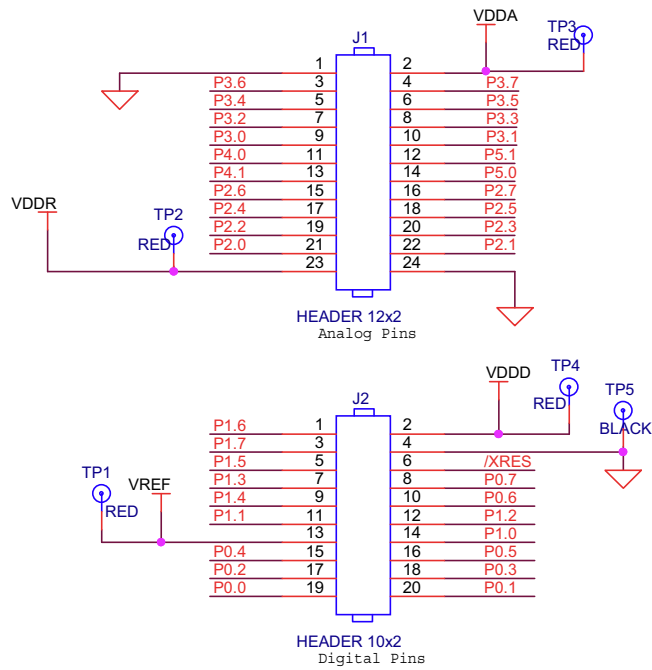 VDDA
TP3
RED
J1
1 2
P3.6 3 4 P3.7
P3.4 5 6 P3.5
P3.2 7 8 P3.3
P3.0 9 10 P3.1
P4.0 11 12 P5.1
P4.1 13 14 P5.0
P2.6 15 16 P2.7
P2.4 17 18 P2.5
P2.2 19 20 P2.3
P2.0 21 22 P2.1
23 24
VDDR
TP2
RED
HEADER 12x2
Analog Pins
VDDD
TP4
RED
TP5
BLACK
J2
P1.6 1 2
P1.7 3 4
P1.5 5 6 /XRES
P1.3 7 8 P0.7
P1.4 9 10 P0.6
P1.1 11 12 P1.2
13 14 P1.0
P0.4 15 16 P0.5
P0.2 17 18 P0.3
P0.0 19 20 P0.1
TP1
RED
VREF
HEADER 10x2
Digital Pins